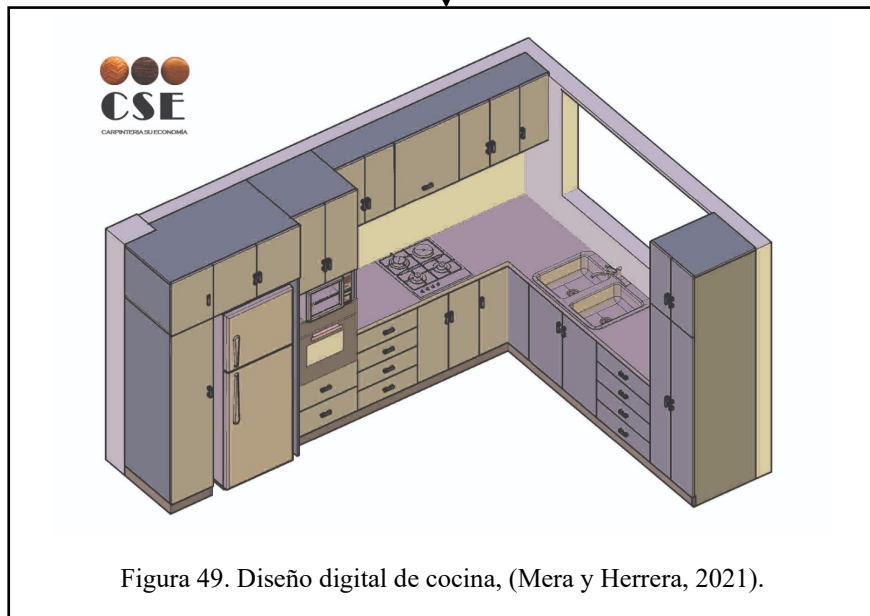 CSE
CARPINTERIA SU ECONOMÍA
Figura 49. Diseño digital de cocina, (Mera y Herrera, 2021).